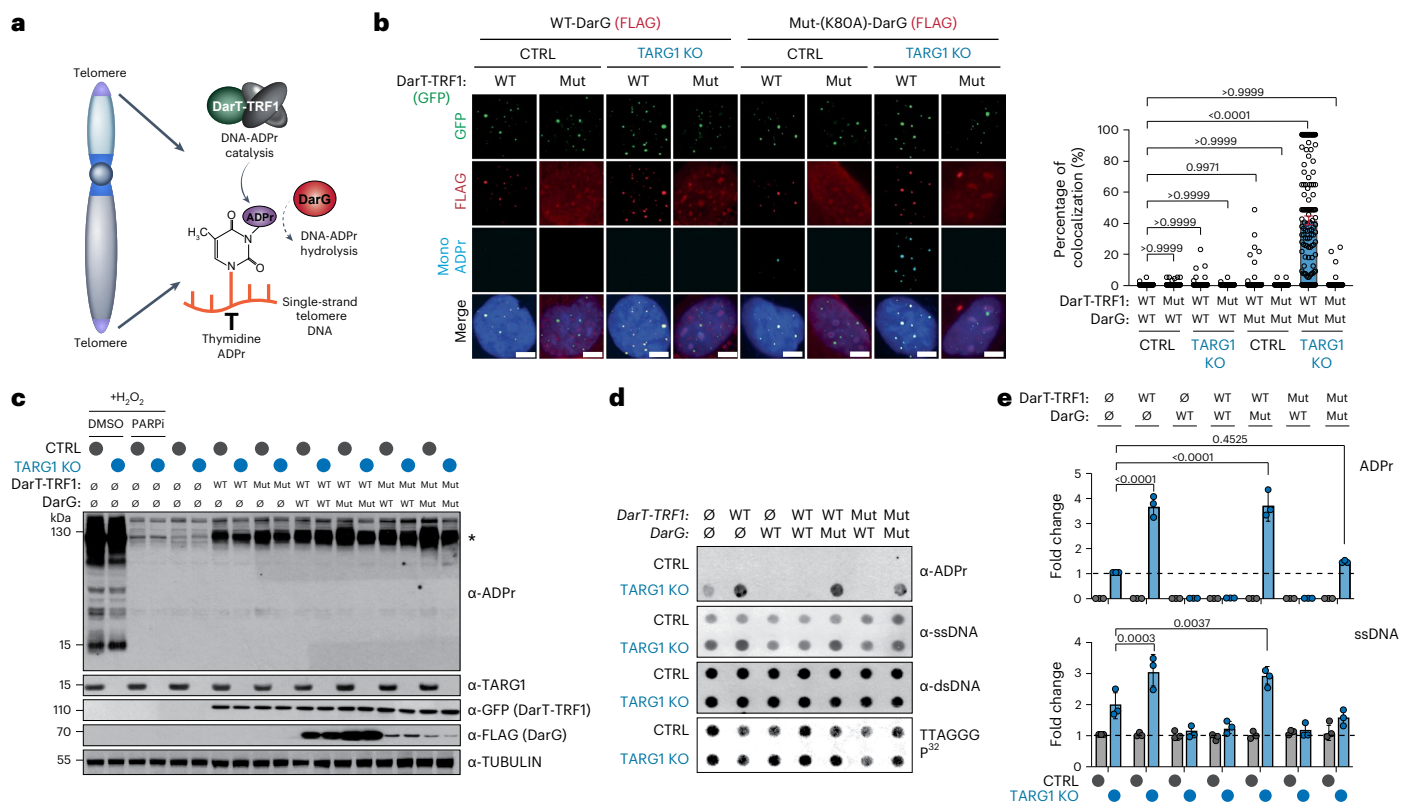 a
Telomere
DarT-TRF1
DNA-ADPr
catalysis
DarG
ADPr
DNA-ADPr
hydrolysis
O
H3C
N
N
O
Single-strand
telomere
DNA
T
Thymidine
ADPr
Telomere
b
WT-DarG (FLAG)
Mut-(K80A)-DarG (FLAG)
CTRL
TARG1 KO
CTRL
TARG1 KO
DarT-TRF1:
(GFP)
WT Mut WT Mut WT Mut WT Mut
GFP
FLAG
Mono
ADPr
Merge
Percentage of
colocalization (%)
100
80
60
40
20
0
>0.9999
<0.0001
>0.9999
0.9971
>0.9999
>0.9999
>0.9999
DarT-TRF1: WT Mut WT Mut WT Mut WT Mut
DarG: WT WT WT WT Mut Mut Mut Mut
CTRL
TARG1
KO
CTRL
TARG1
KO
c
+H2O2
DMSO PARPi
CTRL
TARG1 KO
DarT-TRF1: Ø Ø Ø Ø Ø Ø WT WT Mut Mut WT WT WT WT Mut Mut Mut Mut
DarG: Ø Ø Ø Ø Ø Ø Ø Ø Ø Ø WT WT Mut Mut WT WT Mut Mut
kDa
130
*
α-ADPr
15
15 α-TARG1
110 α-GFP (DarT-TRF1)
70 α-FLAG (DarG)
55 α-TUBULIN
d
DarT-TRF1: Ø WT Ø WT WT Mut Mut
DarG: Ø Ø WT WT Mut WT Mut
CTRL
TARG1 KO
α-ADPr
CTRL
TARG1 KO
α-ssDNA
CTRL
TARG1 KO
α-dsDNA
CTRL
TARG1 KO
TTAGGG
P32
e
DarT-TRF1: Ø WT Ø WT WT Mut Mut
DarG: Ø Ø WT WT Mut WT Mut
0.4525
<0.0001
<0.0001
ADPr
Fold change
5
4
3
2
1
0
0.0037
0.0003
ssDNA
Fold change
4
3
2
1
0
CTRL
TARG1 KO